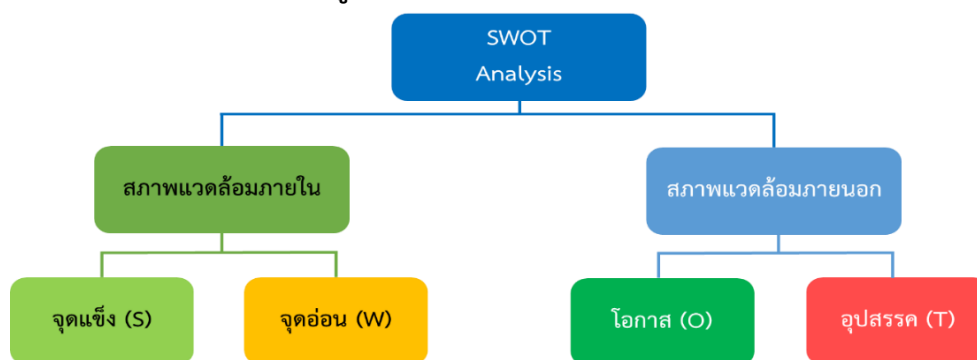 SWOT
Analysis
สภาพแวดล้อมภายใน
สภาพแวดล้อมภายนอก
จุดแข็ง (S)
จุดอ่อน (W)
โอกาส (O)
อุปสรรค (T)